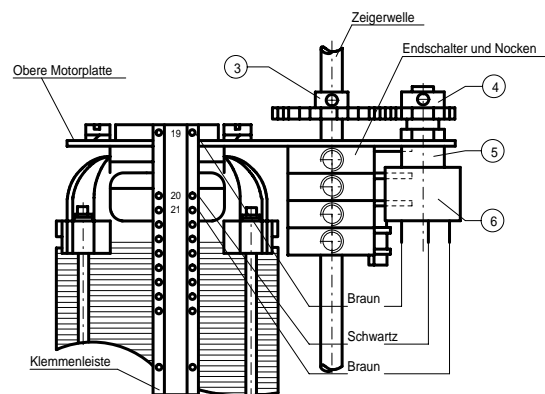 Zeigerwelle
3
Endschalter und Nocken
4
Obere Motorplatte
19
5
20
21
6
Braun
Schwartz
Klemmenleiste
Braun